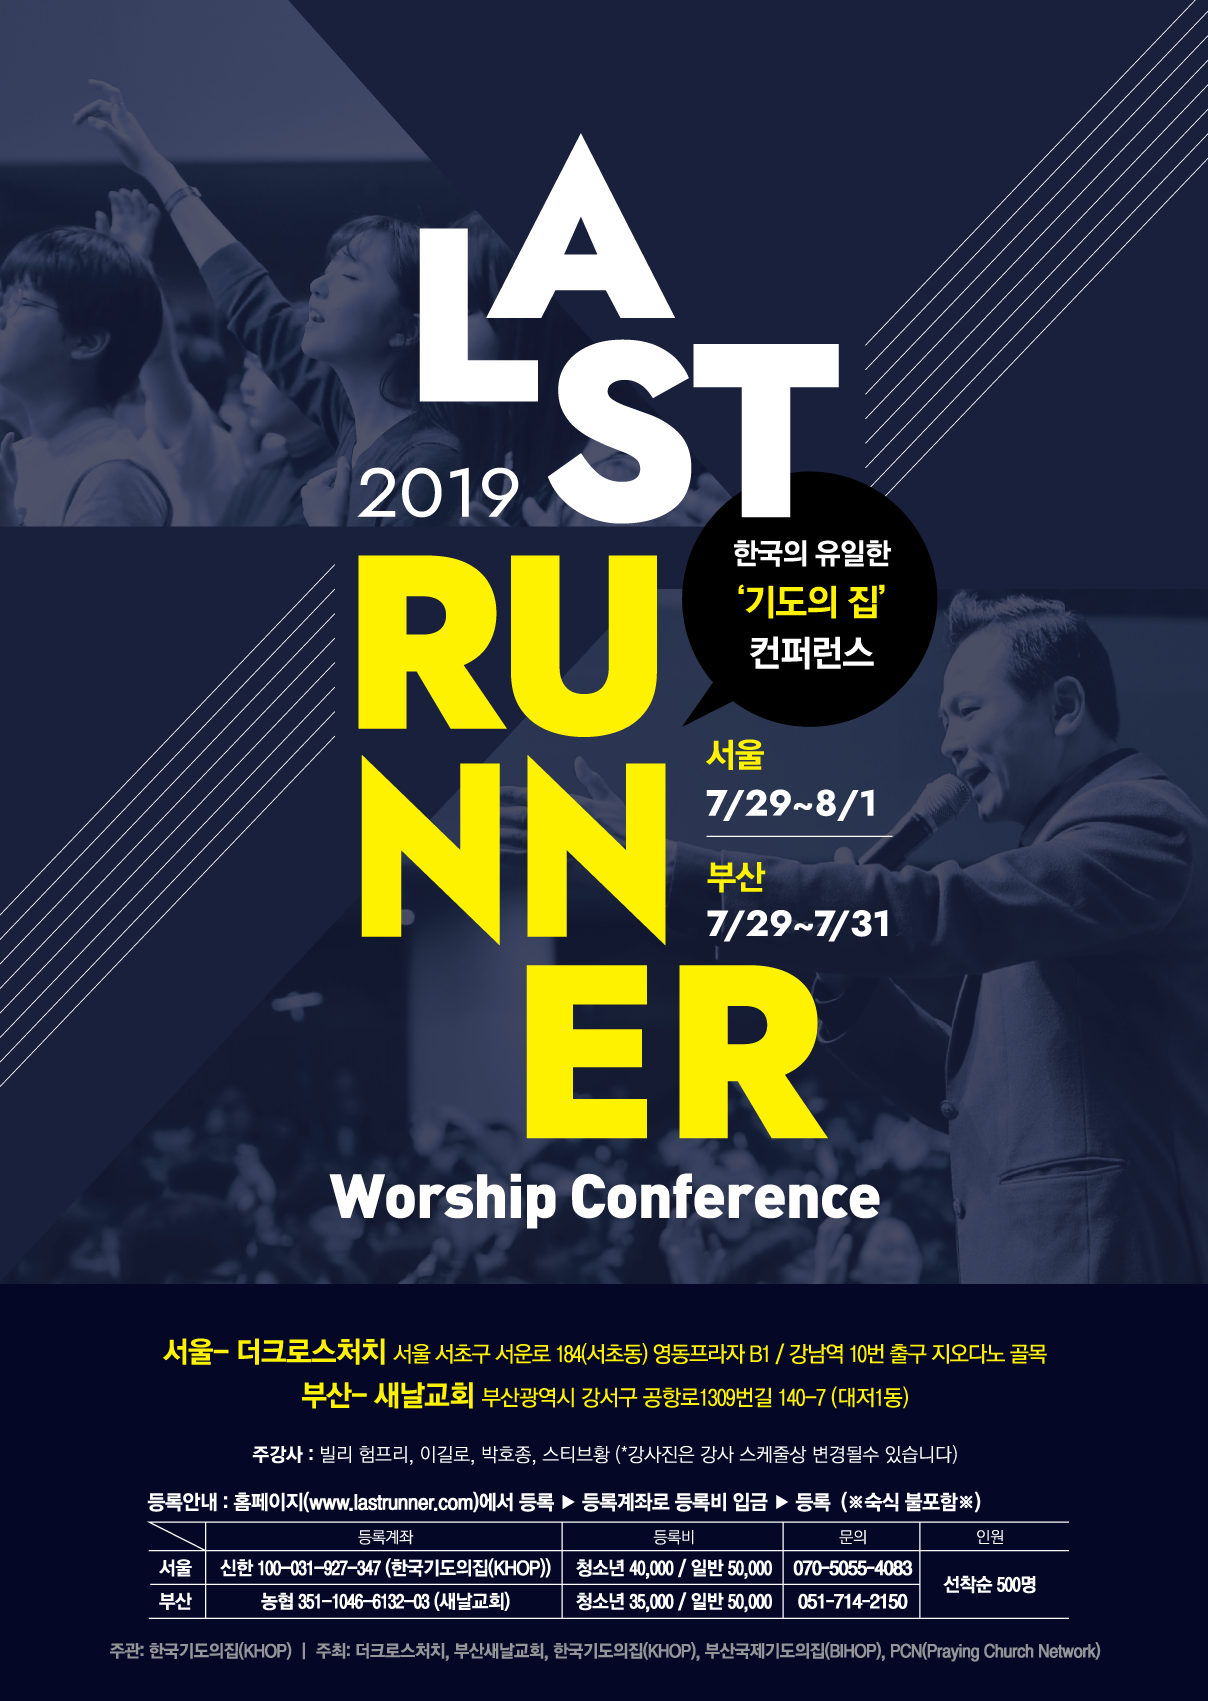 LAST
2019
RUNNER
한국의 유일한
‘기도의 집’
컨퍼런스
서울
7/29~8/1
부산
7/29~7/31
Worship Conference
서울- 더크로스처치 서울 서초구 서운로 184(서초동) 영동프라자 B1 / 강남역 10번 출구 지오다노 골목
부산- 새날교회 부산광역시 강서구 공항로1309번길 140-7 (대저1동)
주강사 : 빌리 험프리, 이길로, 박호종, 스티브황 (*강사진은 강사 스케줄상 변경될수 있습니다)
등록안내 : 홈페이지(www.lastrunner.com)에서 등록 ▶ 등록계좌로 등록비 입금 ▶ 등록 (※숙식 불포함※)
등록계좌 등록비 문의 인원
서울 신한 100-031-927-347 (한국기도의집(KHOP)) 청소년 40,000 / 일반 50,000 070-5055-4083 선착순 500명
부산 농협 351-1046-6132-03 (새날교회) 청소년 35,000 / 일반 50,000 051-714-2150
주관: 한국기도의집(KHOP) | 주최: 더크로스처치, 부산새날교회, 한국기도의집(KHOP), 부산국제기도의집(BIHOP), PCN(Praying Church Network)